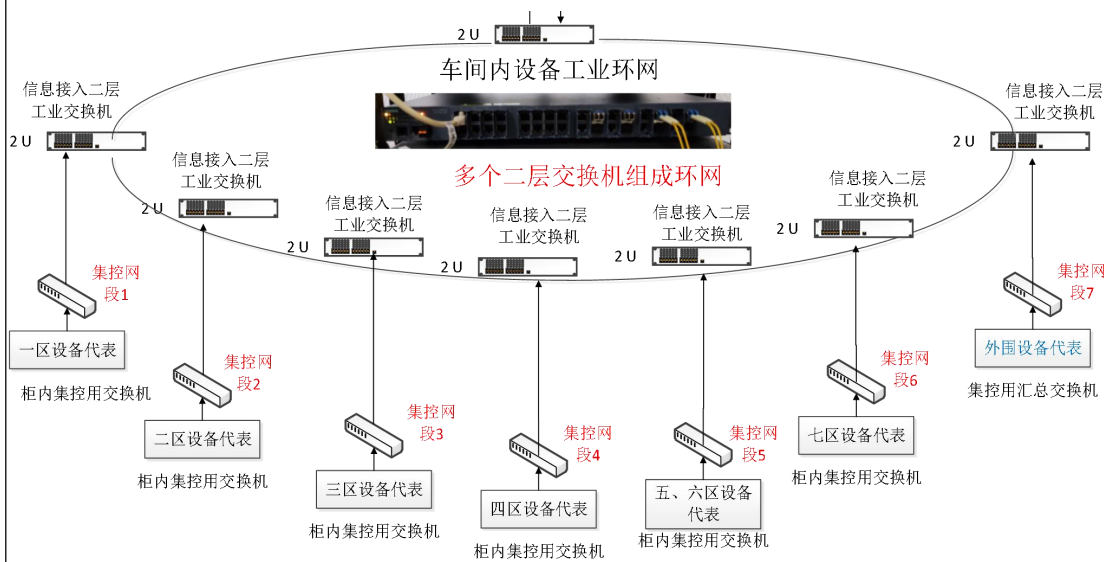 2 U
车间内设备工业环网
多个二层交换机组成环网
信息接入二层
工业交换机
2 U
集控网
段1
一区设备代表
柜内集控用交换机
信息接入二层
工业交换机
2 U
集控网
段2
二区设备代表
柜内集控用交换机
信息接入二层
工业交换机
2 U
集控网
段3
三区设备代表
柜内集控用交换机
信息接入二层
工业交换机
2 U
集控网
段4
四区设备代表
柜内集控用交换机
信息接入二层
工业交换机
2 U
集控网
段5
五、六区设备
代表
柜内集控用交换机
信息接入二层
工业交换机
2 U
集控网
段6
七区设备代表
柜内集控用交换机
信息接入二层
工业交换机
2 U
集控网
段7
外围设备代表
集控用汇总交换机